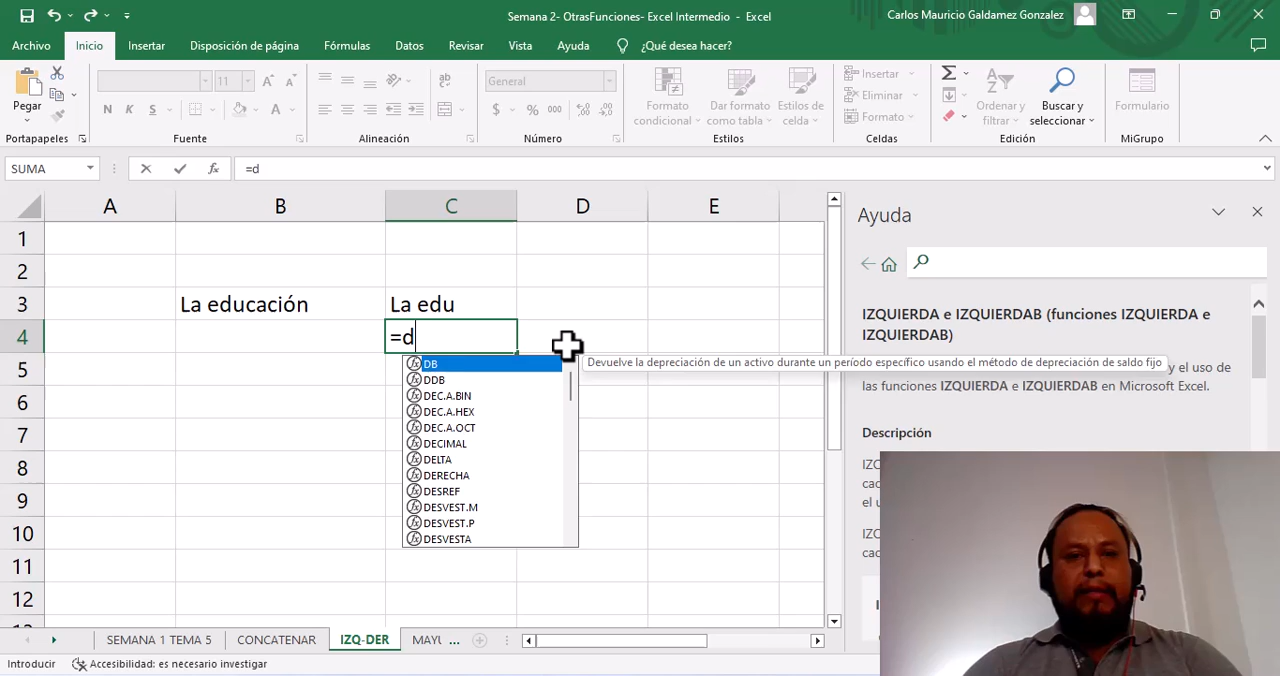 Semana 2- OtrasFunciones- Excel Intermedio - Excel
Carlos Mauricio Galdamez Gonzalez
Archivo Inicio Insertar Disposición de página Fórmulas Datos Revisar Vista Ayuda ¿Qué desea hacer?
Pegar
11
N K S
General
$ % 000
Formato condicional
Dar formato como tabla
Estilos de celda
Insertar
Eliminar
Formato
Ordenar y filtrar
Buscar y seleccionar
Formulario
Portapapeles Fuente Alineación Número Estilos Celdas Edición MiGrupo
SUMA
fx
=d
A B C D E
1
2
3 La educación La edu
4 =d
5
6
7
8
9
10
11
12
DB
DDB
DEC.A.BIN
DEC.A.HEX
DEC.A.OCT
DECIMAL
DELTA
DERECHA
DESREF
DESVEST.M
DESVEST.P
DESVESTA
Devuelve la depreciación de un activo durante un período específico usando el método de depreciación de saldo fijo
Ayuda
IZQUIERDA e IZQUIERDAB (funciones IZQUIERDA e
IZQUIERDAB)
y el uso de
las funciones IZQUIERDA e IZQUIERDAB en Microsoft Excel.
Descripción
SEMANA 1 TEMA 5 CONCATENAR IZQ-DER
Introducir Accesibilidad: es necesario investigar